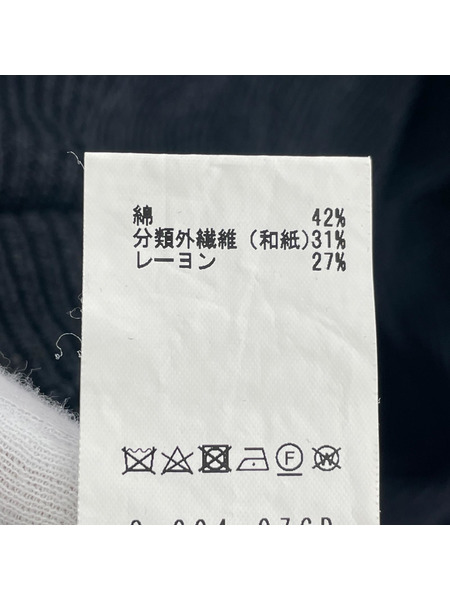 綿 42%
分類外繊維（和紙）31%
レーヨン 27%